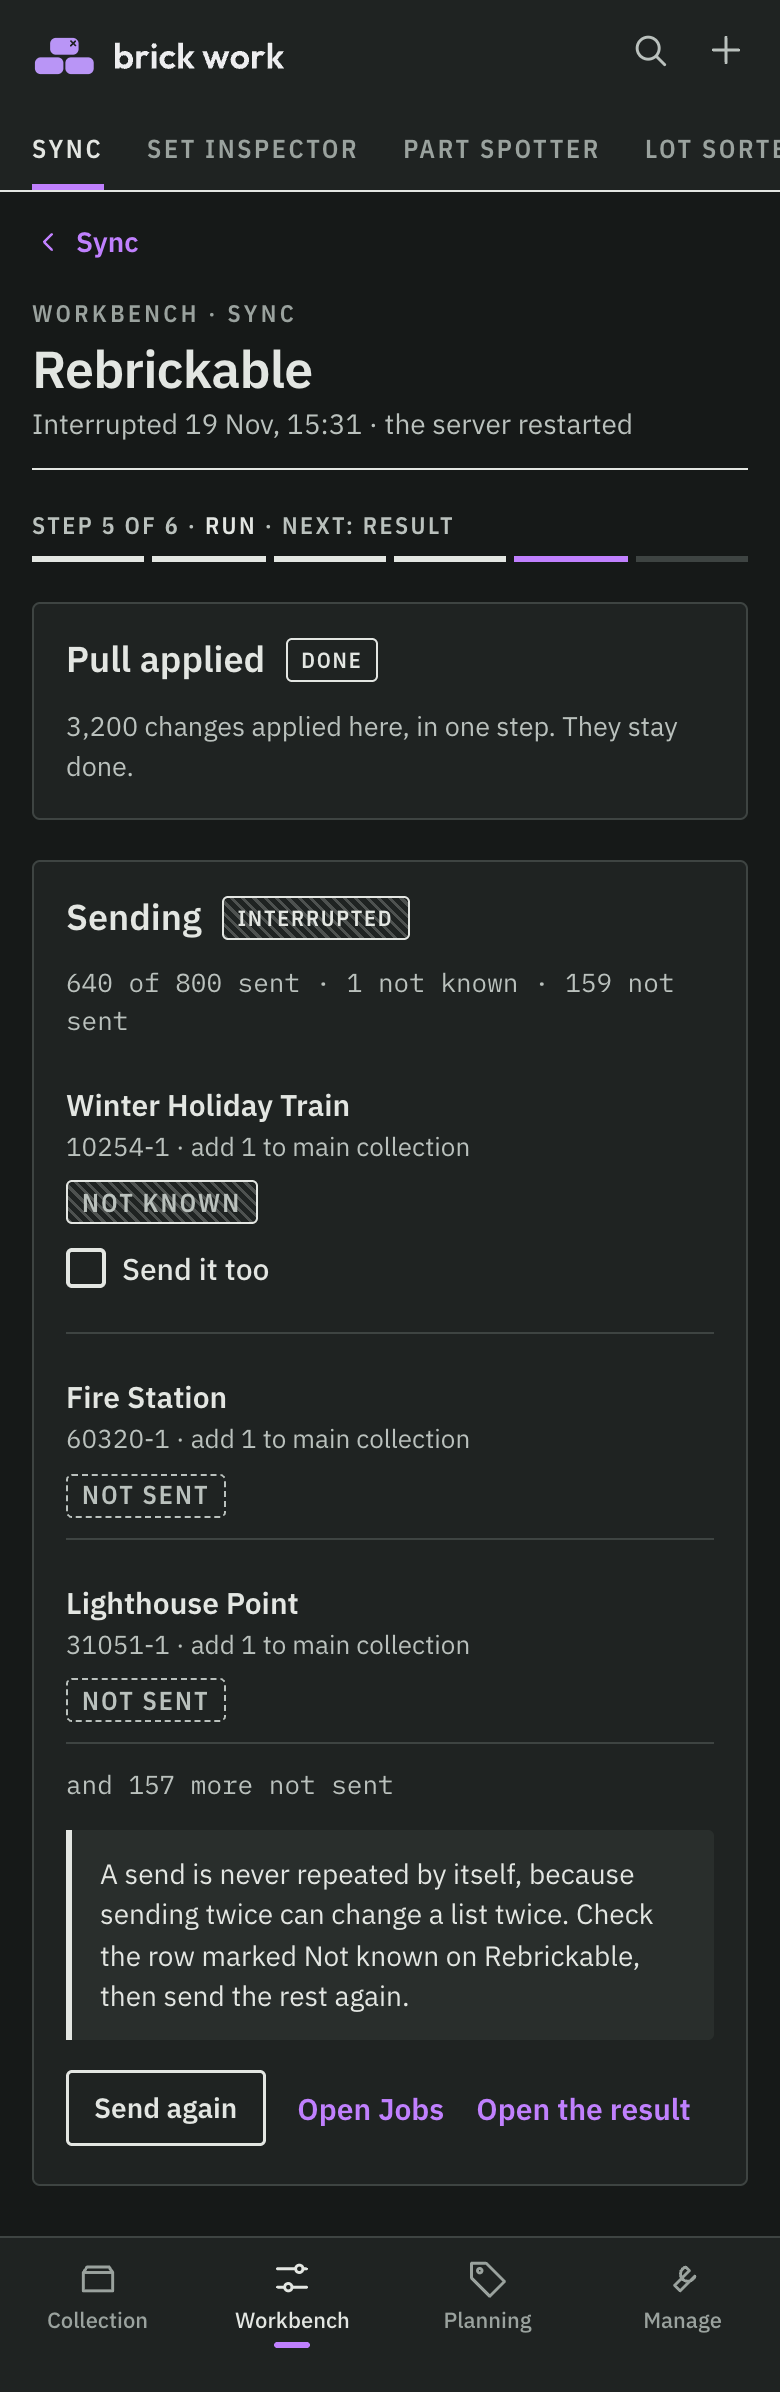 brick work
SYNC SET INSPECTOR PART SPOTTER LOT SORTE
Sync
WORKBENCH · SYNC
Rebrickable
Interrupted 19 Nov, 15:31 · the server restarted
STEP 5 OF 6 · RUN · NEXT: RESULT
Pull applied DONE
3,200 changes applied here, in one step. They stay
done.
Sending INTERRUPTED
640 of 800 sent · 1 not known · 159 not
sent
Winter Holiday Train
10254-1 · add 1 to main collection
NOT KNOWN
Send it too
Fire Station
60320-1 · add 1 to main collection
NOT SENT
Lighthouse Point
31051-1 · add 1 to main collection
NOT SENT
and 157 more not sent
A send is never repeated by itself, because
sending twice can change a list twice. Check
the row marked Not known on Rebrickable,
then send the rest again.
Send again Open Jobs Open the result
Collection Workbench Planning Manage